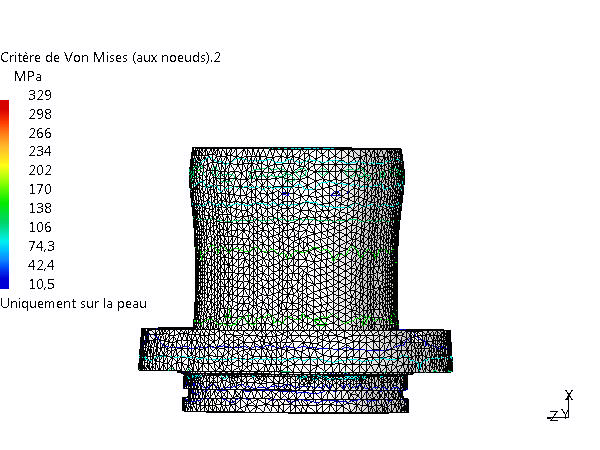 Critère de Von Mises (aux noeuds).2
MPa
329
298
266
234
202
170
138
106
74,3
42,4
10,5
Uniquement sur la peau
X
Z Y